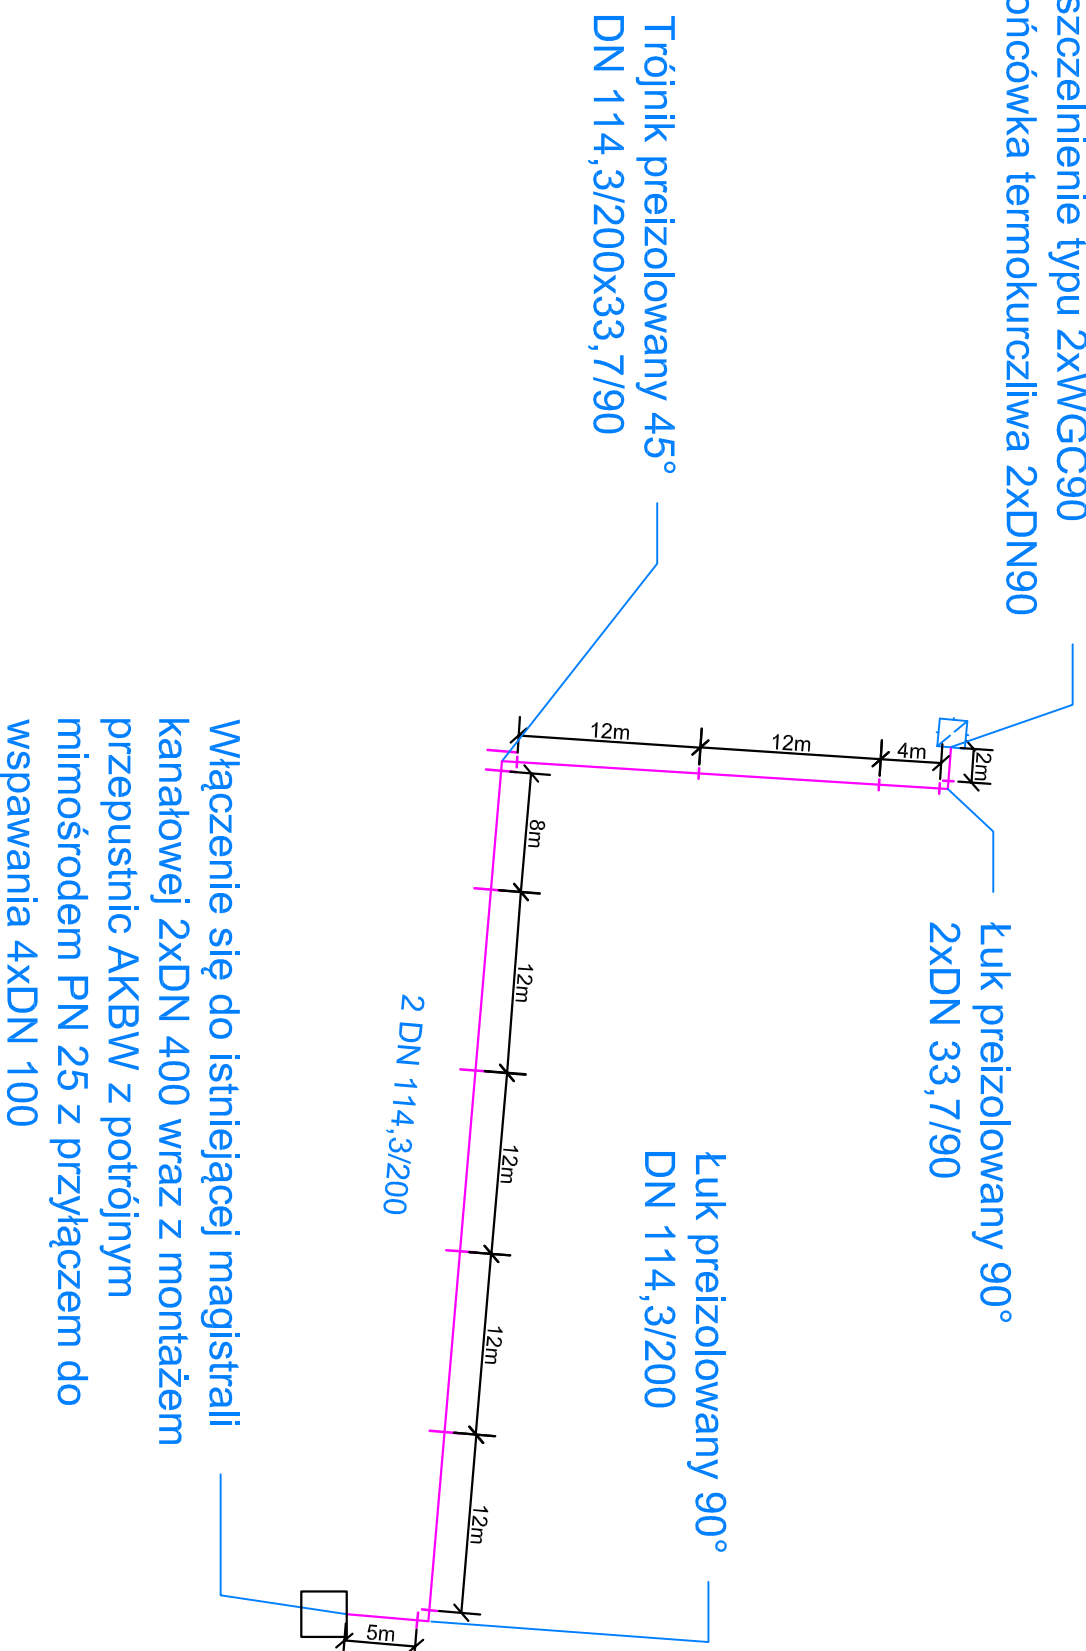 szczelnienie typu 2xWGC90
ońcówka termokurczliwa 2xDN90
Trójnik preizolowany 45°
DN 114,3/200x33,7/90
12m
12m
4m
2m
Łuk preizolowany 90°
2xDN 33,7/90
8m
12m
12m
12m
12m
2 DN 114,3/200
Łuk preizolowany 90°
DN 114,3/200
5m
Włączenie się do istniejącej magistrali
kanałowej 2xDN 400 wraz z montażem
przepustnic AKBW z potrójnym
mimośrodem PN 25 z przyłączem do
wspawania 4xDN 100